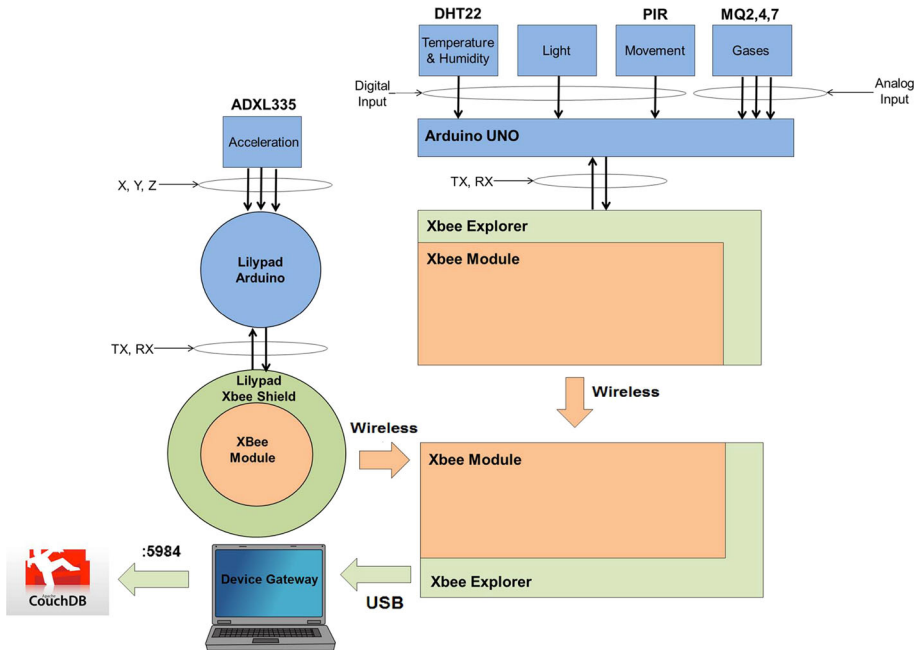 DHT22
PIR
MQ2,4,7
Temperature
& Humidity
Light
Movement
Gases
Digital
Input
Analog
Input
ADXL335
Acceleration
Arduino UNO
X, Y, Z
TX, RX
Xbee Explorer
Xbee Module
Lilypad
Arduino
TX, RX
Lilypad
Xbee Shield
XBee
Module
Wireless
Wireless
Xbee Module
Xbee Explorer
:5984
Device Gateway
USB
CouchDB